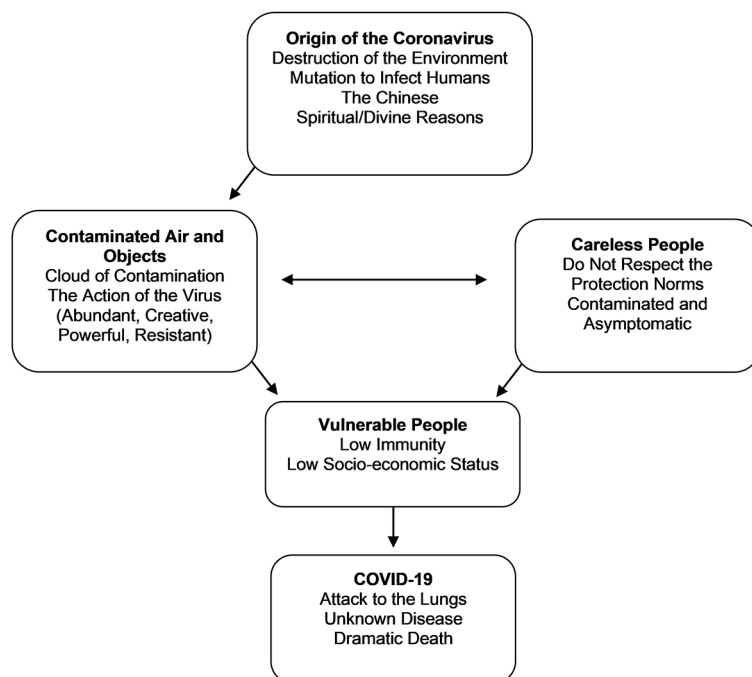 Origin of the Coronavirus
Destruction of the Environment
Mutation to Infect Humans
The Chinese
Spiritual/Divine Reasons
Contaminated Air and
Objects
Cloud of Contamination
The Action of the Virus
(Abundant, Creative,
Powerful, Resistant)
Careless People
Do Not Respect the
Protection Norms
Contaminated and
Asymptomatic
Vulnerable People
Low Immunity
Low Socio-economic Status
COVID-19
Attack to the Lungs
Unknown Disease
Dramatic Death